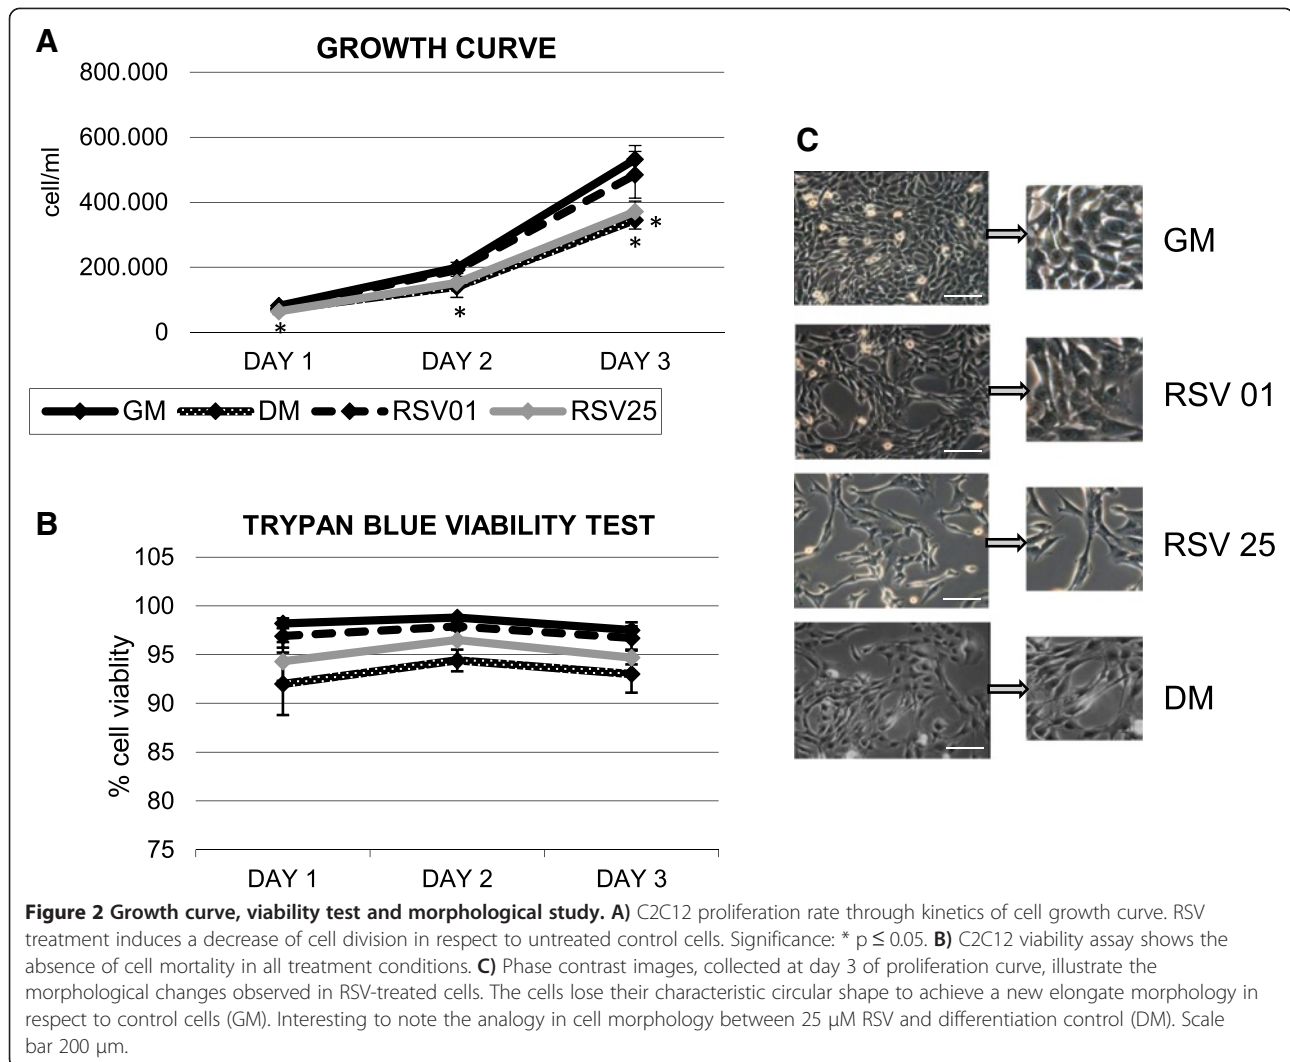 A
GROWTH CURVE
800.000
600.000
400.000
200.000
0
cell/ml
*
*
*
*
DAY 1 DAY 2 DAY 3
GM DM RSV01 RSV25
B
TRYPAN BLUE VIABILITY TEST
105
100
95
90
85
80
75
% cell viablity
DAY 1 DAY 2 DAY 3
C
GM
RSV 01
RSV 25
DM
Figure 2 Growth curve, viability test and morphological study. A) C2C12 proliferation rate through kinetics of cell growth curve. RSV
treatment induces a decrease of cell division in respect to untreated control cells. Significance: * p ≤ 0.05. B) C2C12 viability assay shows the
absence of cell mortality in all treatment conditions. C) Phase contrast images, collected at day 3 of proliferation curve, illustrate the
morphological changes observed in RSV-treated cells. The cells lose their characteristic circular shape to achieve a new elongate morphology in
respect to control cells (GM). Interesting to note the analogy in cell morphology between 25 μM RSV and differentiation control (DM). Scale
bar 200 μm.